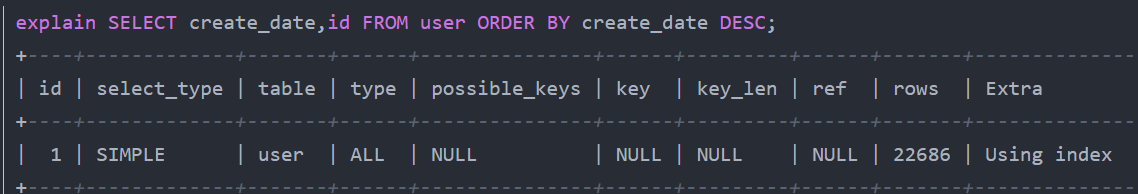 explain SELECT create_date,id FROM user ORDER BY create_date DESC;
+----+-------------+-------+------+---------------+------+---------+------+-------+-------------
| id | select_type | table | type | possible_keys | key | key_len | ref | rows | Extra
+----+-------------+-------+------+---------------+------+---------+------+-------+-------------
| 1 | SIMPLE | user | ALL | NULL | NULL | NULL | NULL | 22686 | Using index
+----+-------------+-------+------+---------------+------+---------+------+-------+-------------